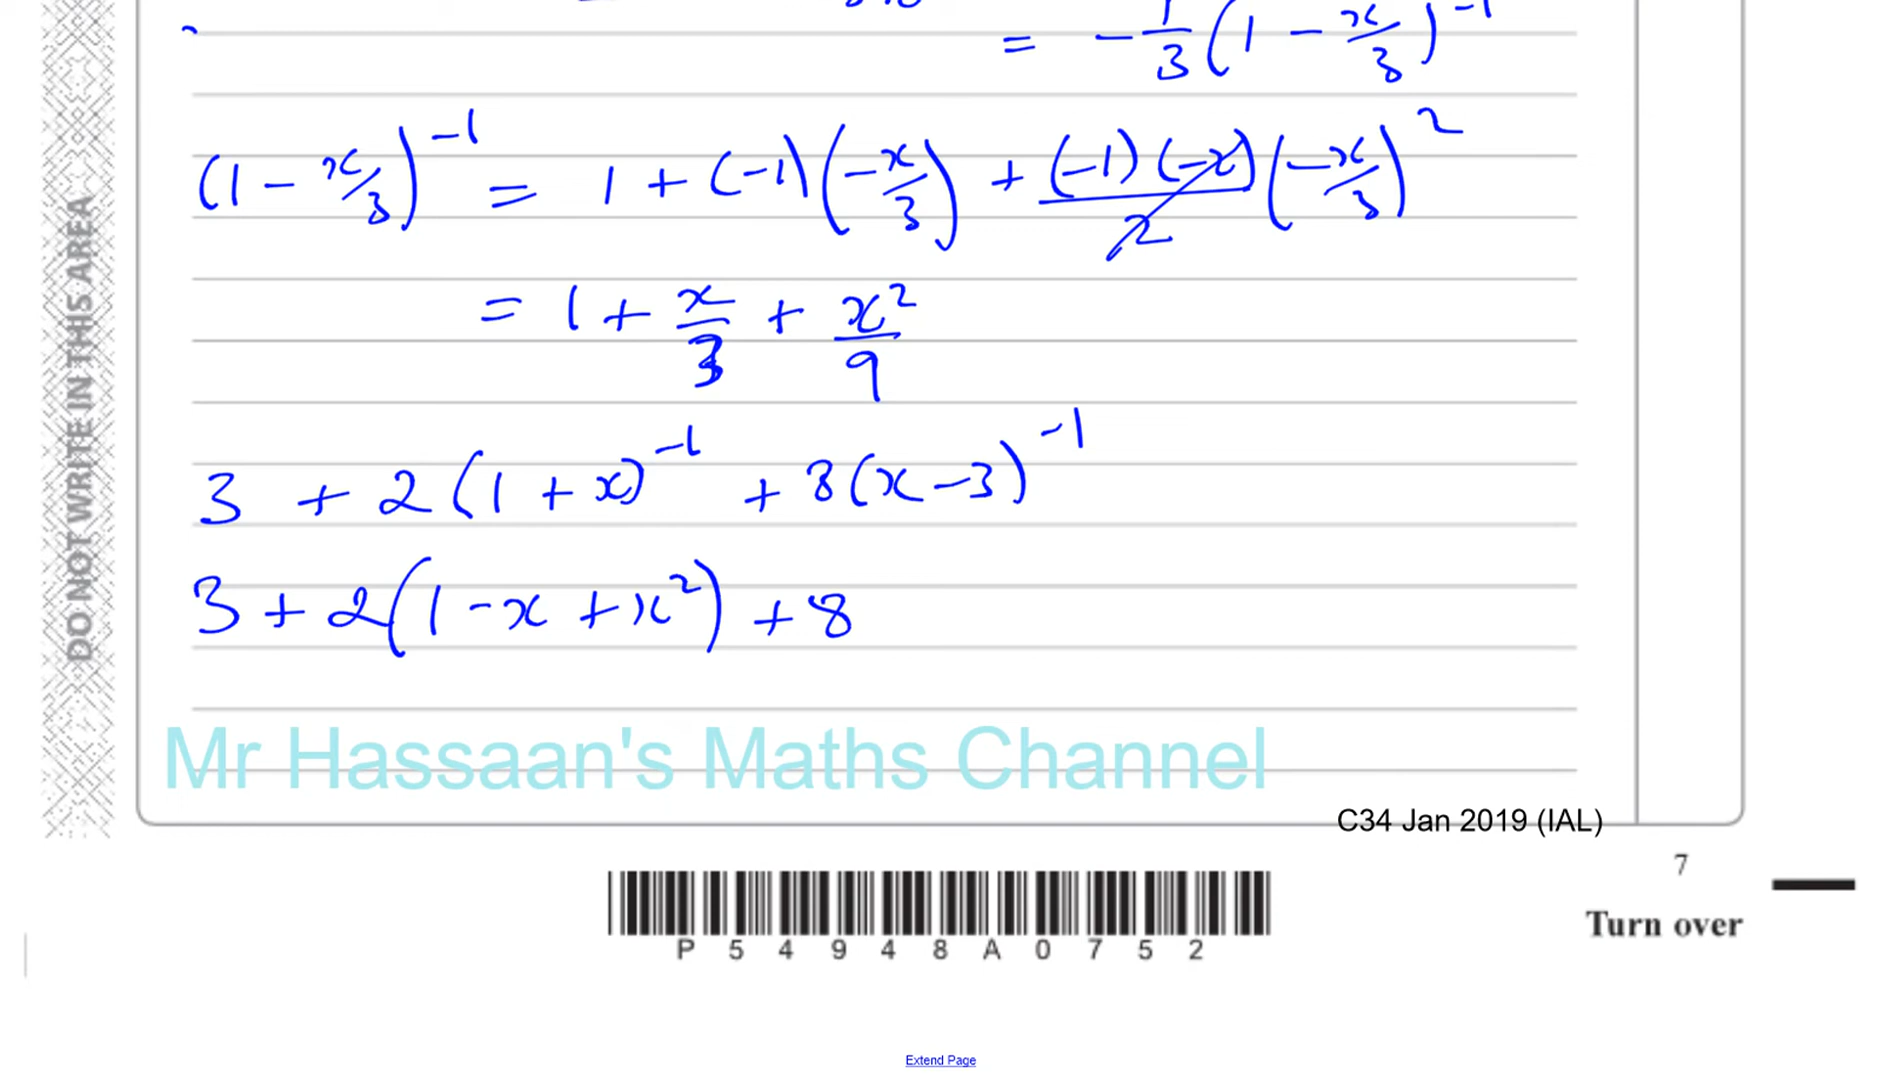 = -1/3(1 - x/3)^-1
(1 - x/3)^-1 = 1 + (-1)(-x/3) + (-1)(-2)/2 (-x/3)^2
= 1 + x/3 + x²/9
3 + 2(1 + x)^-1 + 8(x-3)^-1
3 + 2(1 - x + x²) + 8
DO NOT WRITE IN THIS AREA
Mr Hassaan's Maths Channel
C34 Jan 2019 (IAL)
7
Turn over
P 5 4 9 4 8 A 0 7 5 2
Extend Page